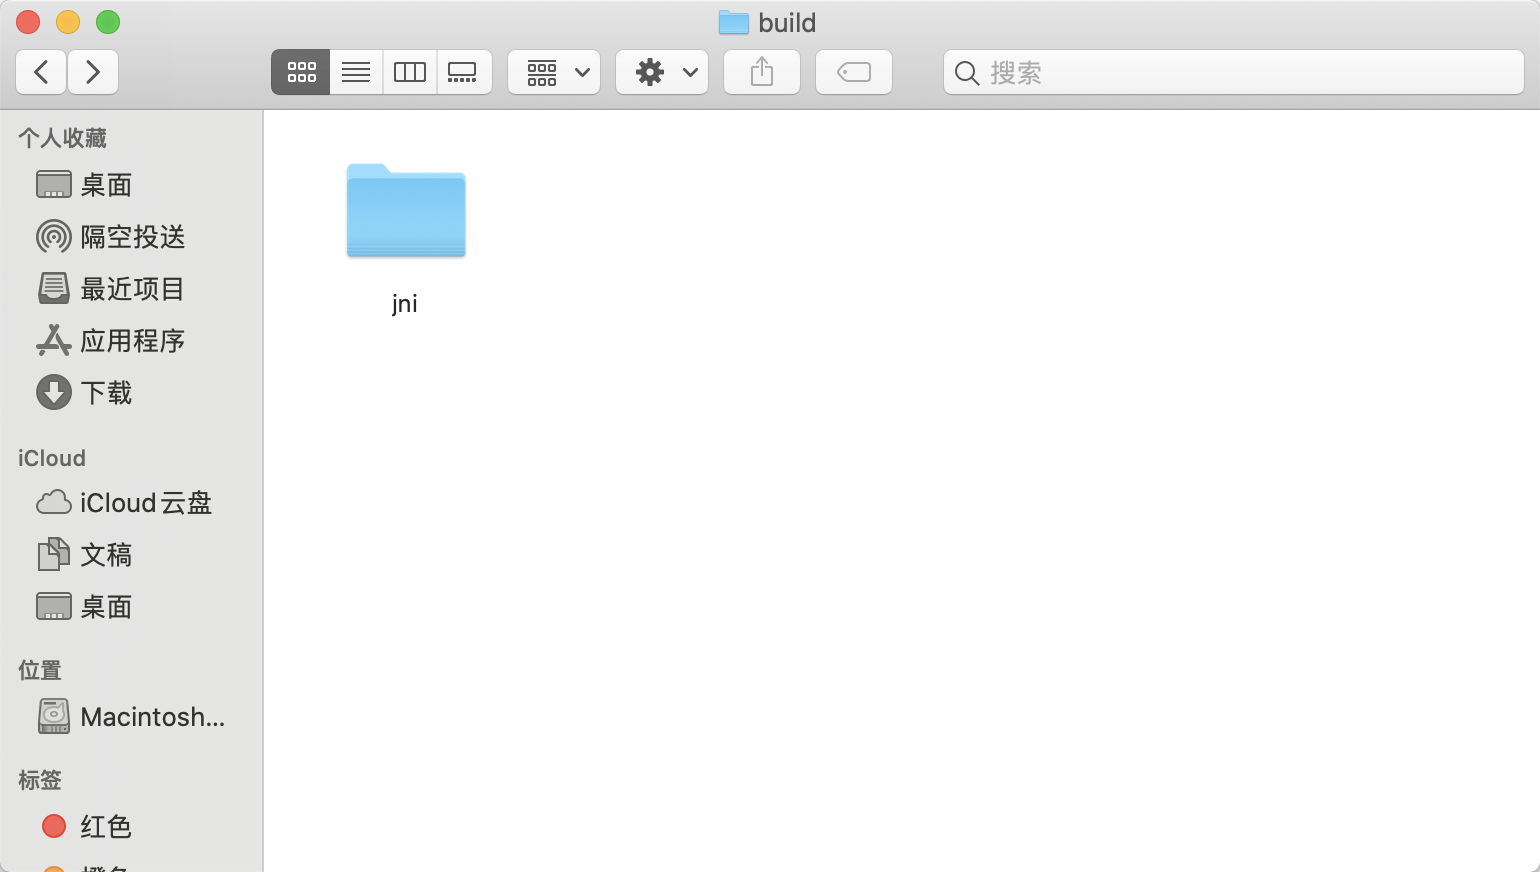 build
搜索
个人收藏
桌面
隔空投送
最近项目
应用程序
下载
iCloud
iCloud云盘
文稿
桌面
位置
Macintosh...
标签
红色
jni